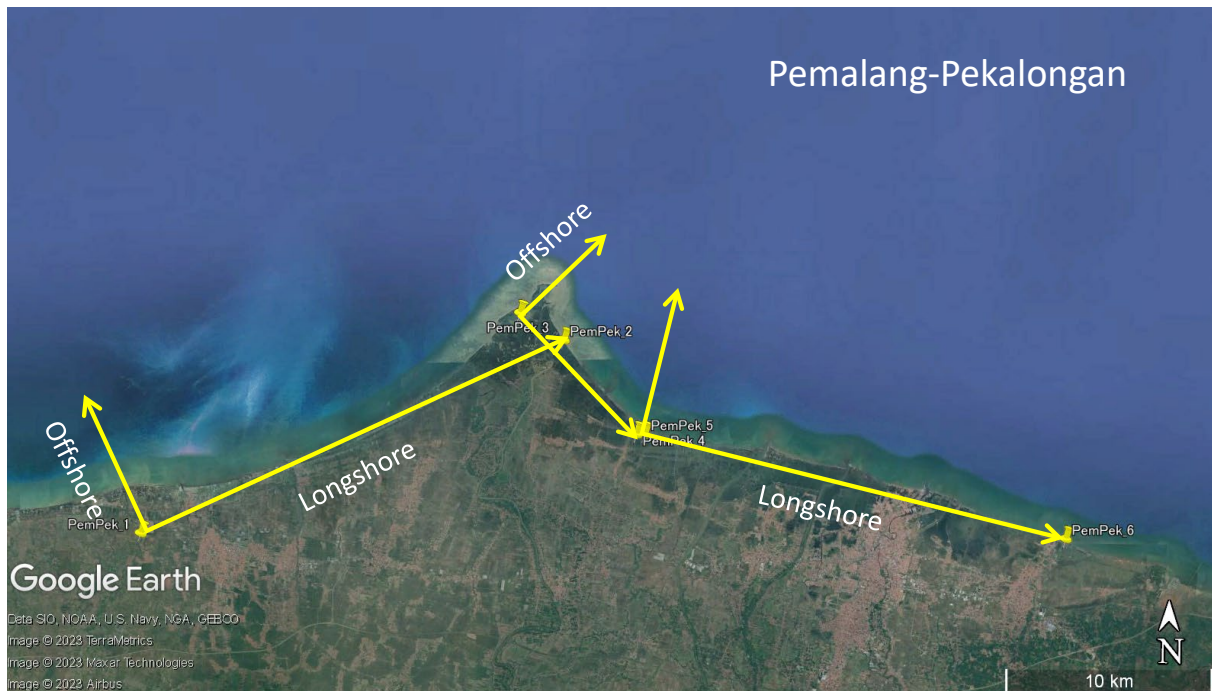 Pemalang-Pekalongan
Offshore
PemPek_3
PemPek_2
Offshore
PemPek_5
PemPek_4
Longshore
Longshore
PemPek_1
PemPek_6
Google Earth
Data SIO, NOAA, U.S. Navy, NGA, GEBCO
Image © 2023 TerraMetrics
Image © 2023 Maxar Technologies
Image © 2023 Airbus
N
10 km